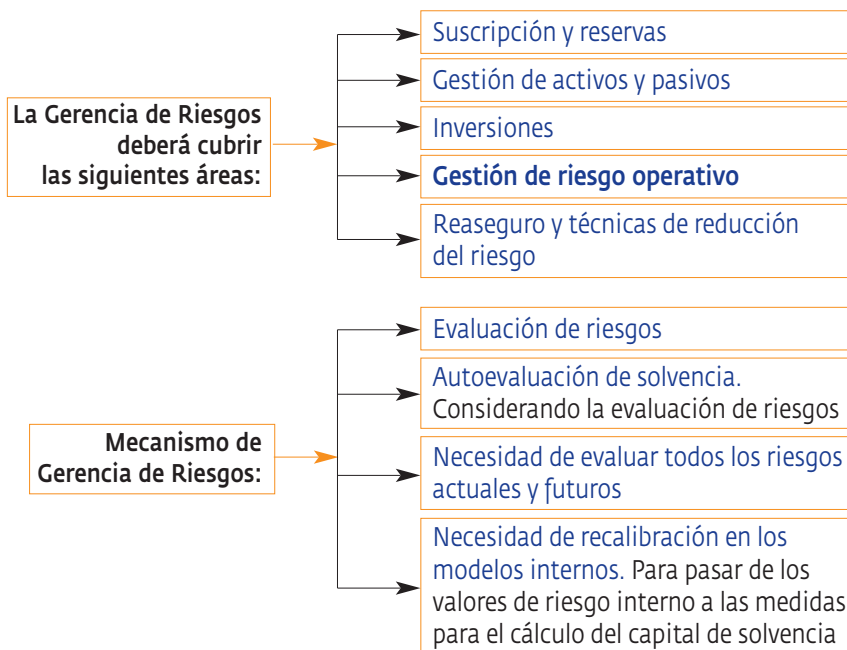 La Gerencia de Riesgos
deberá cubrir
las siguientes áreas:
Suscripción y reservas
Gestión de activos y pasivos
Inversiones
Gestión de riesgo operativo
Reaseguro y técnicas de reducción
del riesgo
Mecanismo de
Gerencia de Riesgos:
Evaluación de riesgos
Autoevaluación de solvencia.
Considerando la evaluación de riesgos
Necesidad de evaluar todos los riesgos
actuales y futuros
Necesidad de recalibración en los
modelos internos. Para pasar de los
valores de riesgo interno a las medidas
para el cálculo del capital de solvencia